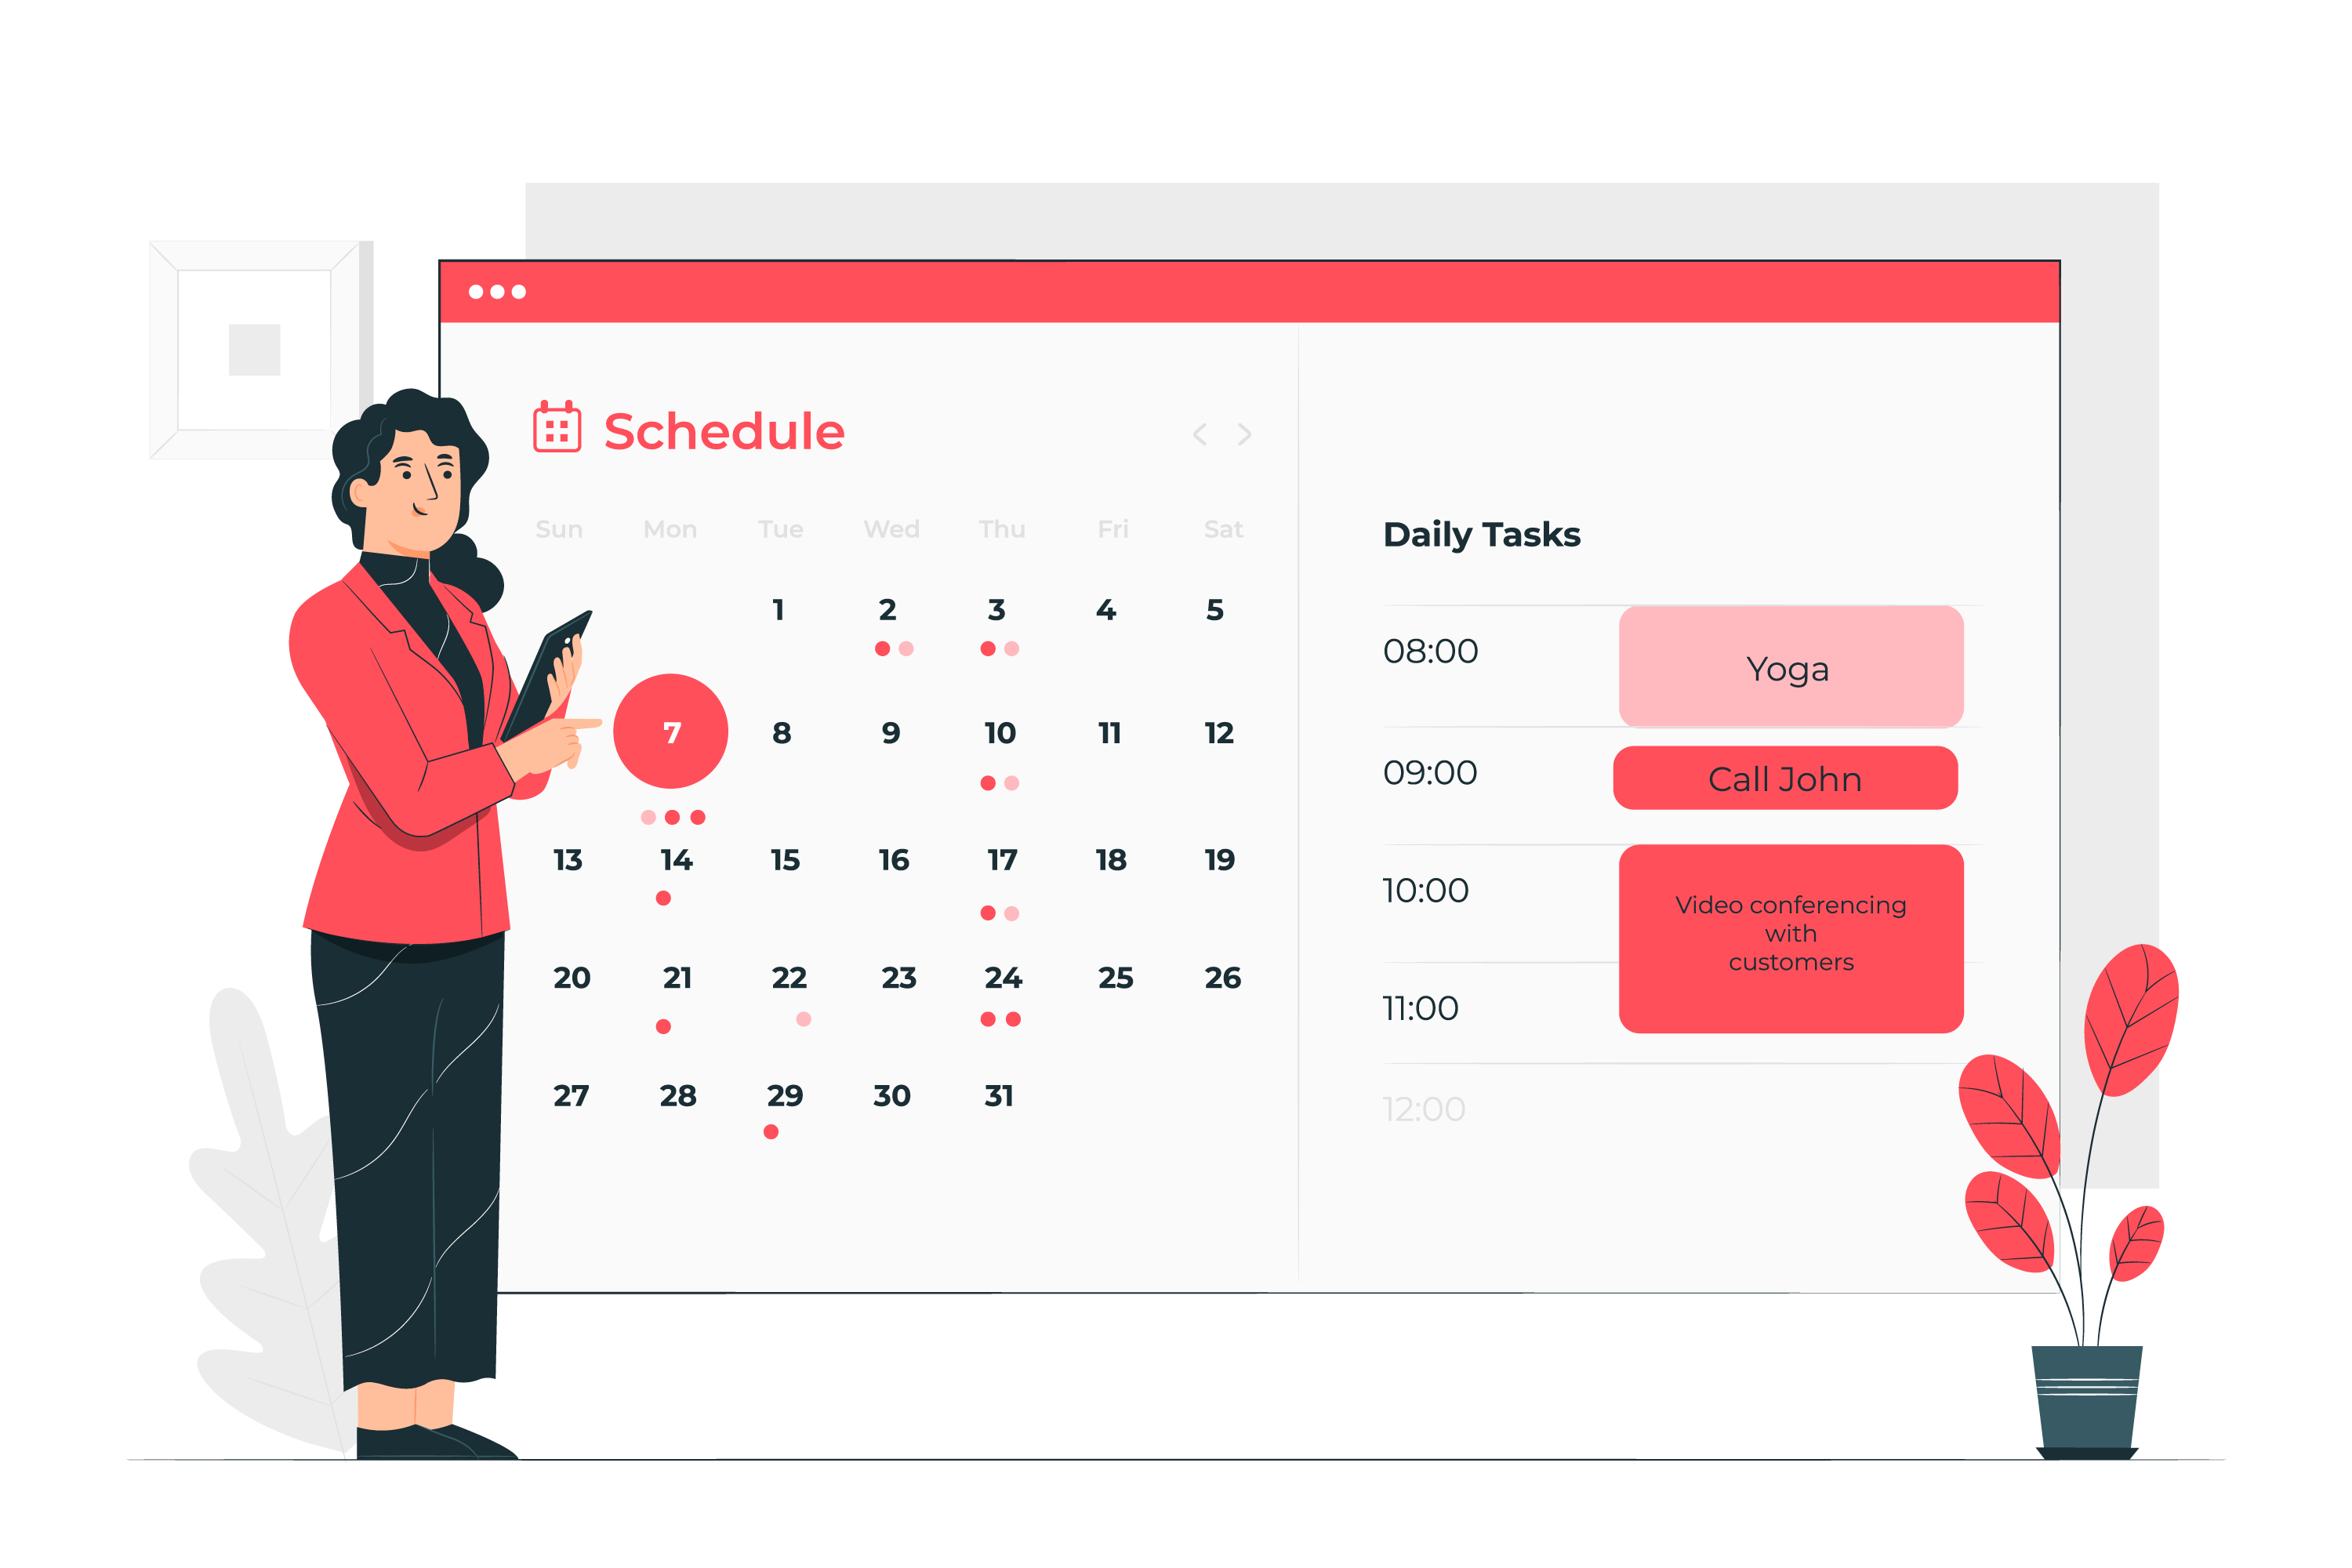 Schedule
Sun Mon Tue Wed Thu Fri Sat
1 2 3 4 5
7 8 9 10 11 12
13 14 15 16 17 18 19
20 21 22 23 24 25 26
27 28 29 30 31
Daily Tasks
08:00 Yoga
09:00 Call John
10:00
Video conferencing
with
customers
11:00
12:00